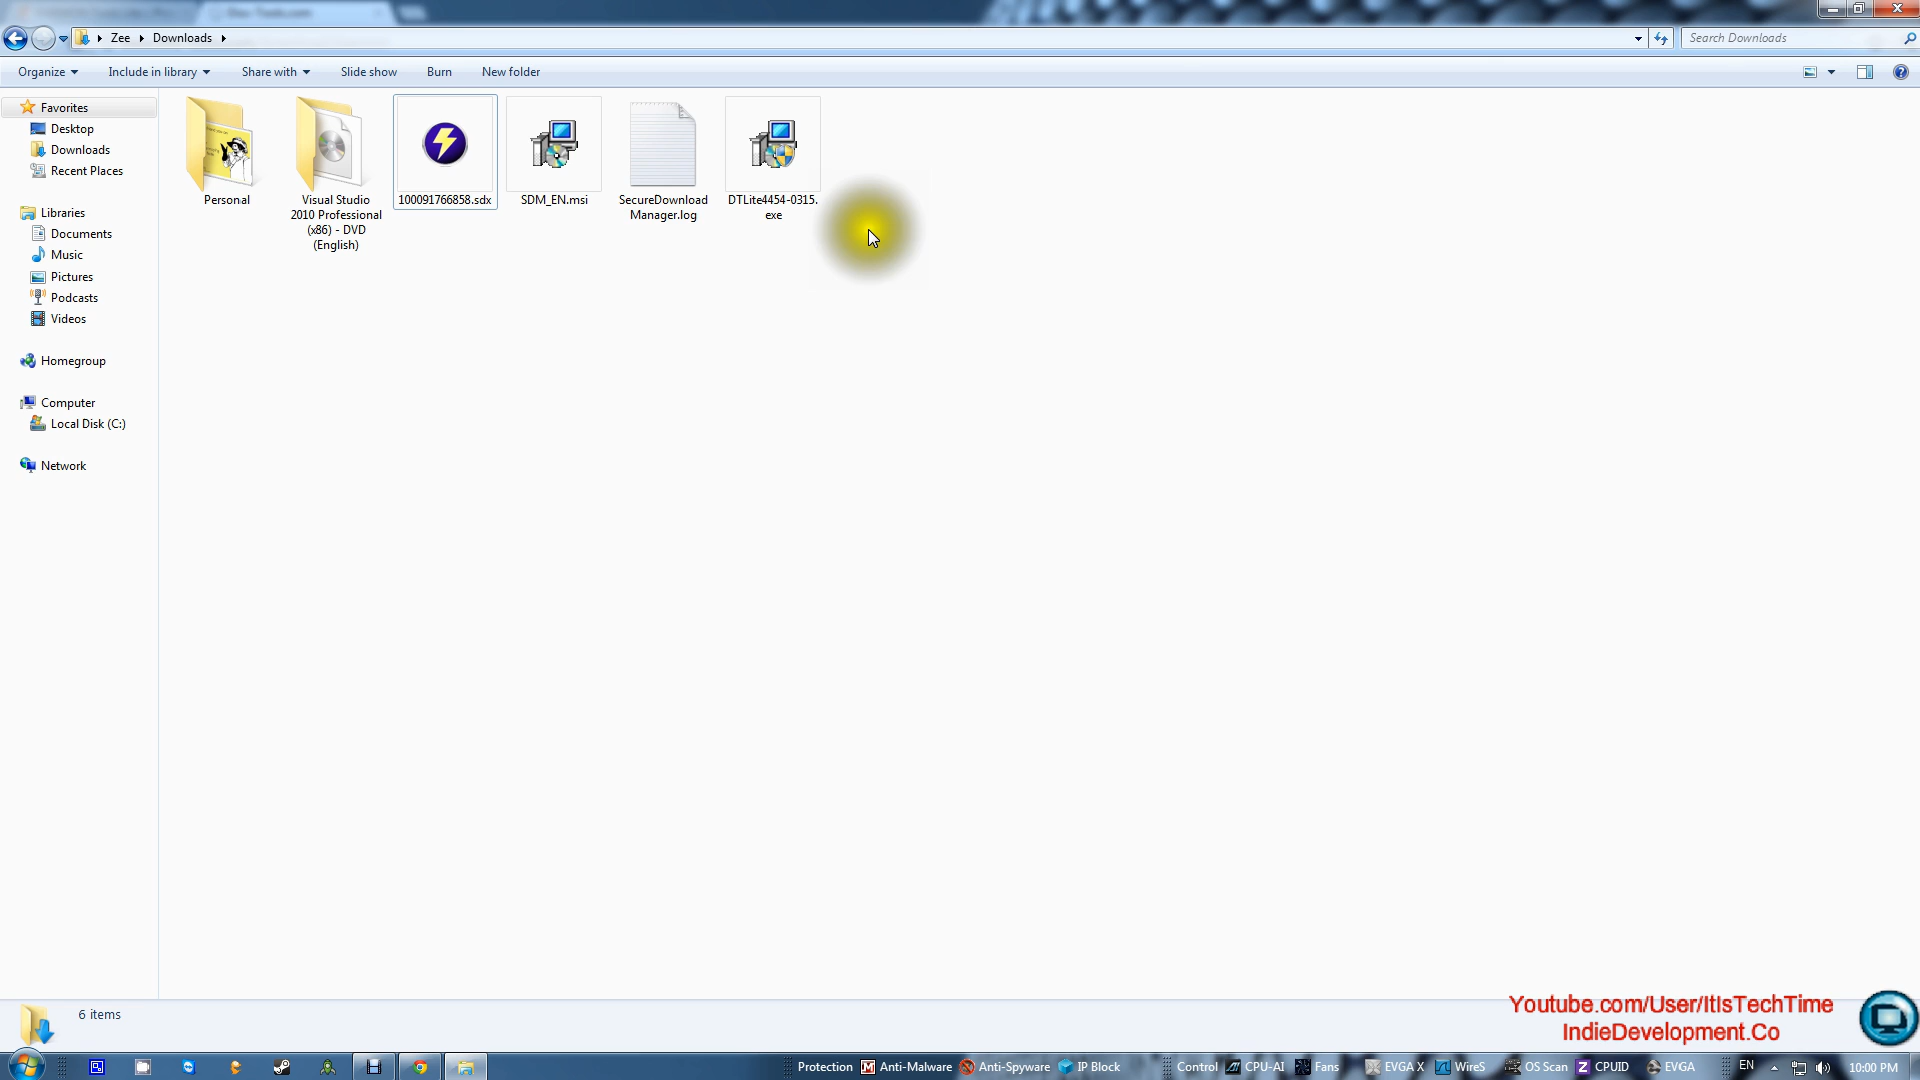 Zee
Downloads
Search Downloads
Organize
Include in library
Share with
Slide show
Burn
New folder
Favorites
Desktop
Downloads
Recent Places
Libraries
Documents
Music
Pictures
Podcasts
Videos
Homegroup
Computer
Local Disk (C:)
Network
Personal
Visual Studio
2010 Professional
(x86) - DVD
(English)
100091766858.sdx
SDM_EN.msi
SecureDownload
Manager.log
DTLite4454-0315.
exe
6 items
Youtube.com/User/ItIsTechTime
IndieDevelopment.Co
Protection
Anti-Malware
Anti-Spyware
IP Block
Control
CPU-AI
Fans
EVGA X
WireS
OS Scan
CPUID
EVGA
EN
10:00 PM